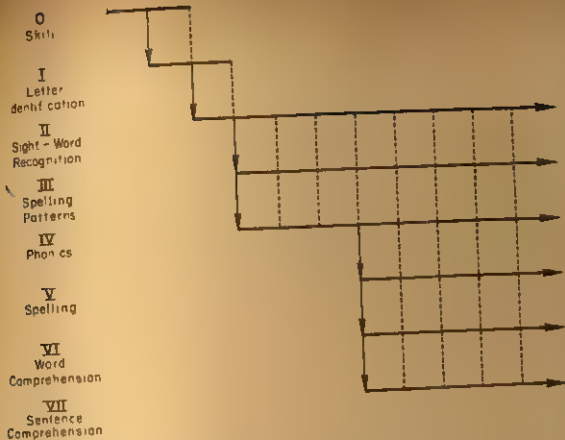 0
Skill
I
Letter
dentification
II
Sight-Word
Recognition
III
Spelling
Patterns
IV
Phonics
V
Spelling
VI
Word
Comprehension
VII
Sentence
Comprehension